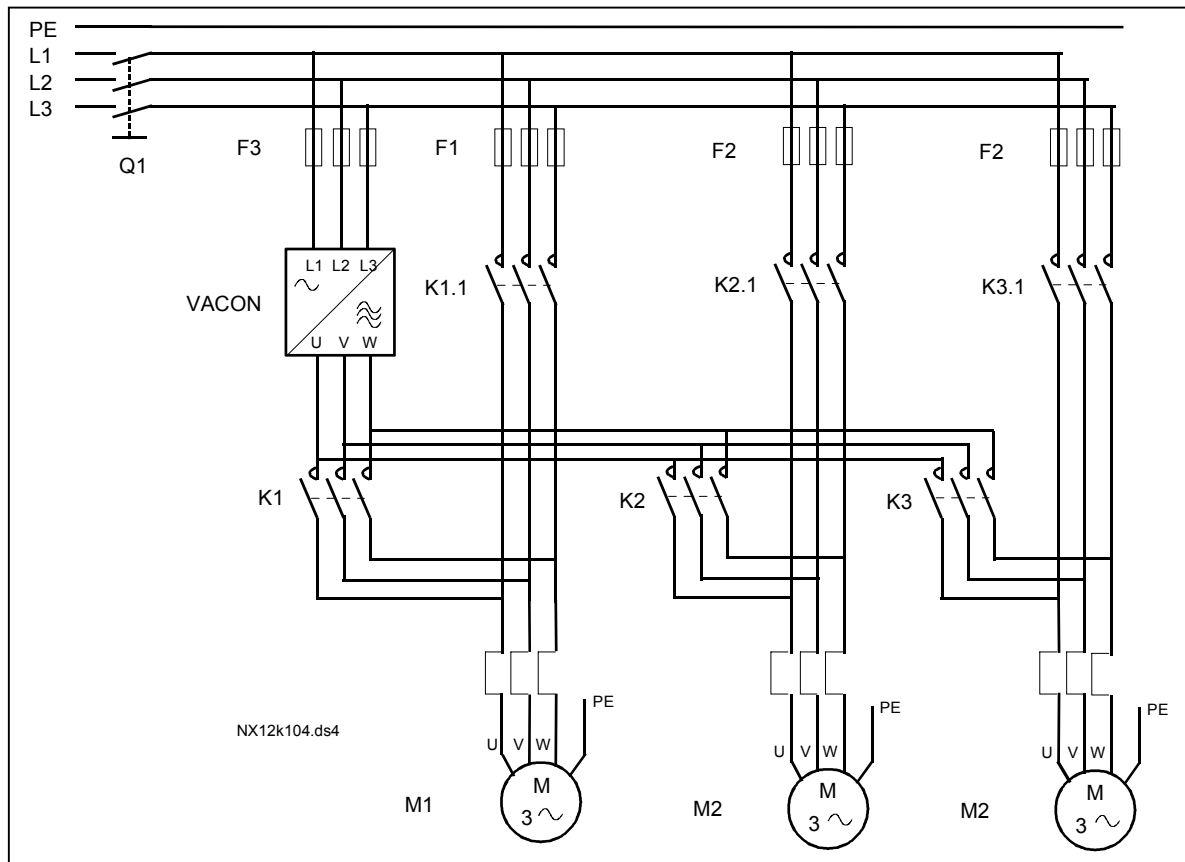 PE
L1
L2
L3
Q1
F3
F1
F2
F2
L1 L2 L3
VACON
U V W
K1.1
K2.1
K3.1
K1
K2
K3
NX12k104.ds4
PE
PE
PE
U V W
U V W
U V W
M
3
M
3
M
3
M1
M2
M2